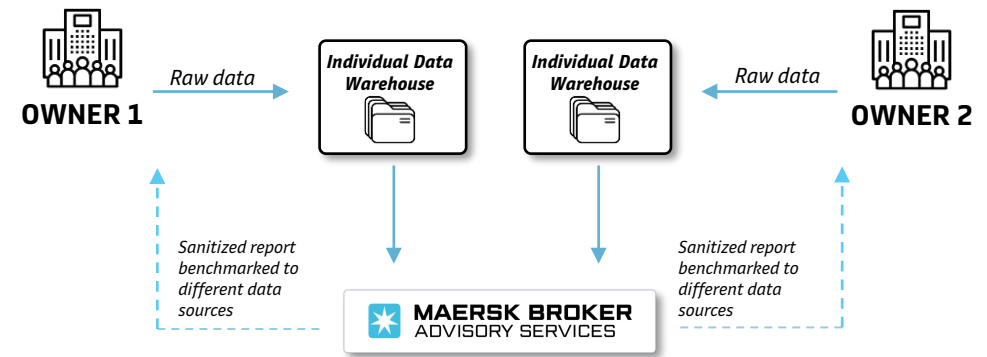 Raw data
OWNER 1
Individual Data
Warehouse
Individual Data
Warehouse
Raw data
OWNER 2
Sanitized report
benchmarked to
different data
sources
MAERSK BROKER
ADVISORY SERVICES
Sanitized report
benchmarked to
different data
sources